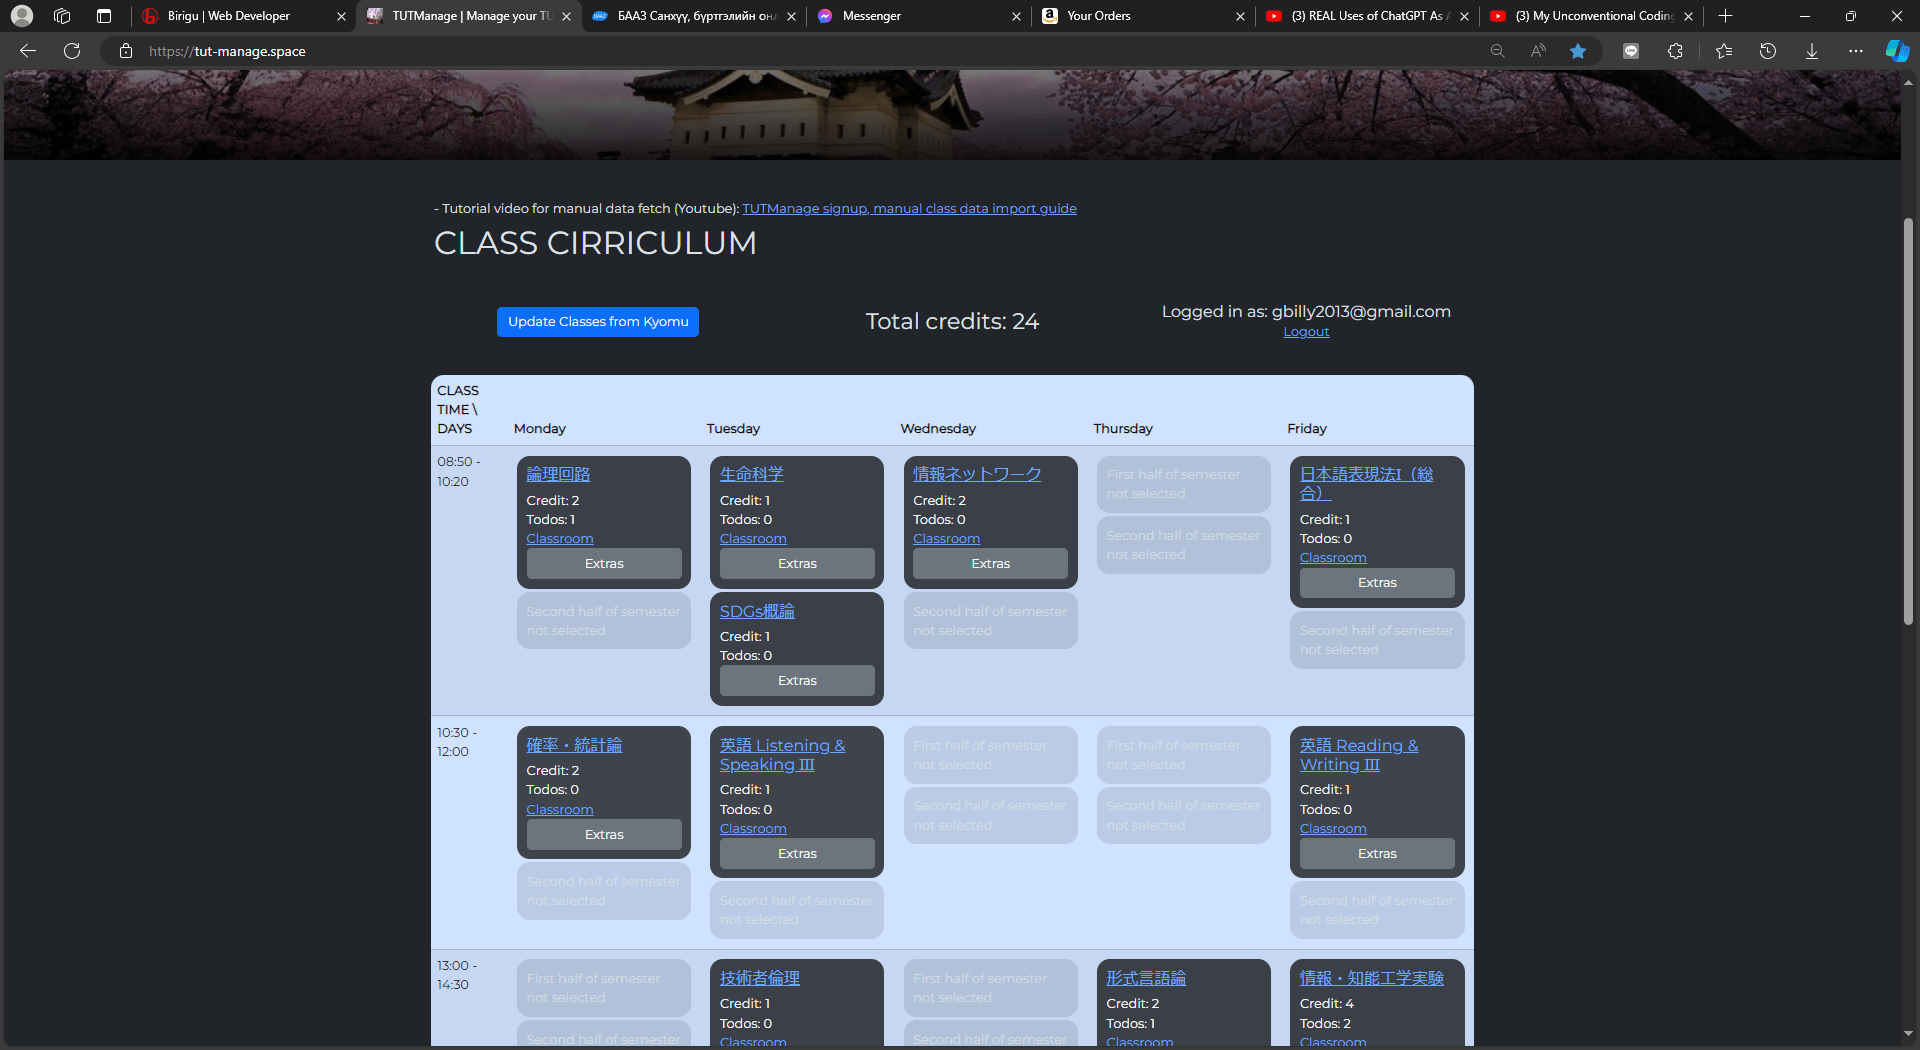 Birigu | Web Developer
TUTManage | Manage your TU
БААЗ Санхүү, бүртгэлийн онл
Messenger
Your Orders
(3) REAL Uses of ChatGPT As A
(3) My Unconventional Coding
https://tut-manage.space
- Tutorial video for manual data fetch (Youtube): TUTManage signup, manual class data import guide
CLASS CIRRICULUM
Update Classes from Kyomu
Total credits: 24
Logged in as: gbilly2013@gmail.com
Logout
CLASS
TIME \
DAYS
Monday
Tuesday
Wednesday
Thursday
Friday
08:50 -
10:20
論理回路
Credit: 2
Todos: 1
Classroom
Extras
Second half of semester
not selected
生命科学
Credit: 1
Todos: 0
Classroom
Extras
SDGs概論
Credit: 1
Todos: 0
Extras
情報ネットワーク
Credit: 2
Todos: 0
Classroom
Extras
Second half of semester
not selected
First half of semester
not selected
Second half of semester
not selected
日本語表現法I（総
合）
Credit: 1
Todos: 0
Classroom
Extras
Second half of semester
not selected
10:30 -
12:00
確率・統計論
Credit: 2
Todos: 0
Classroom
Extras
Second half of semester
not selected
英語 Listening &
Speaking Ⅲ
Credit: 1
Todos: 0
Classroom
Extras
Second half of semester
not selected
First half of semester
not selected
Second half of semester
not selected
First half of semester
not selected
Second half of semester
not selected
英語 Reading &
Writing Ⅲ
Credit: 1
Todos: 0
Classroom
Extras
Second half of semester
not selected
13:00 -
14:30
First half of semester
not selected
Second half of semester
技術者倫理
Credit: 1
Todos: 0
Classroom
First half of semester
not selected
Second half of semester
形式言語論
Credit: 2
Todos: 1
Classroom
情報・知能工学実験
Credit: 4
Todos: 2
Classroom